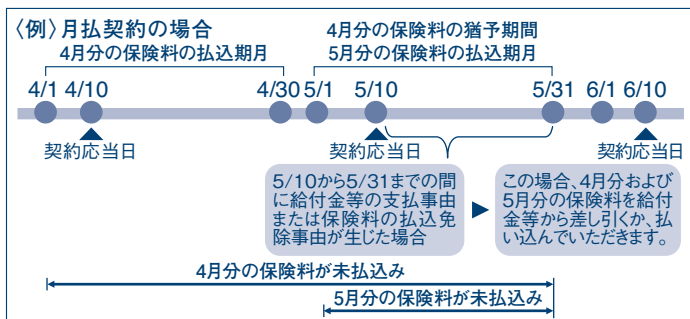 〈例〉月払契約の場合
4月分の保険料の払込期月
4月分の保険料の猶予期間
5月分の保険料の払込期月
4/1 4/10 4/30 5/1 5/10 5/31 6/1 6/10
契約応当日 契約応当日 契約応当日
5/10から5/31までの間
に給付金等の支払事由
または保険料の払込免
除事由が生じた場合
この場合、4月分および
5月分の保険料を給付
金等から差し引くか、払
い込んでいただきます。
4月分の保険料が未払込み
5月分の保険料が未払込み